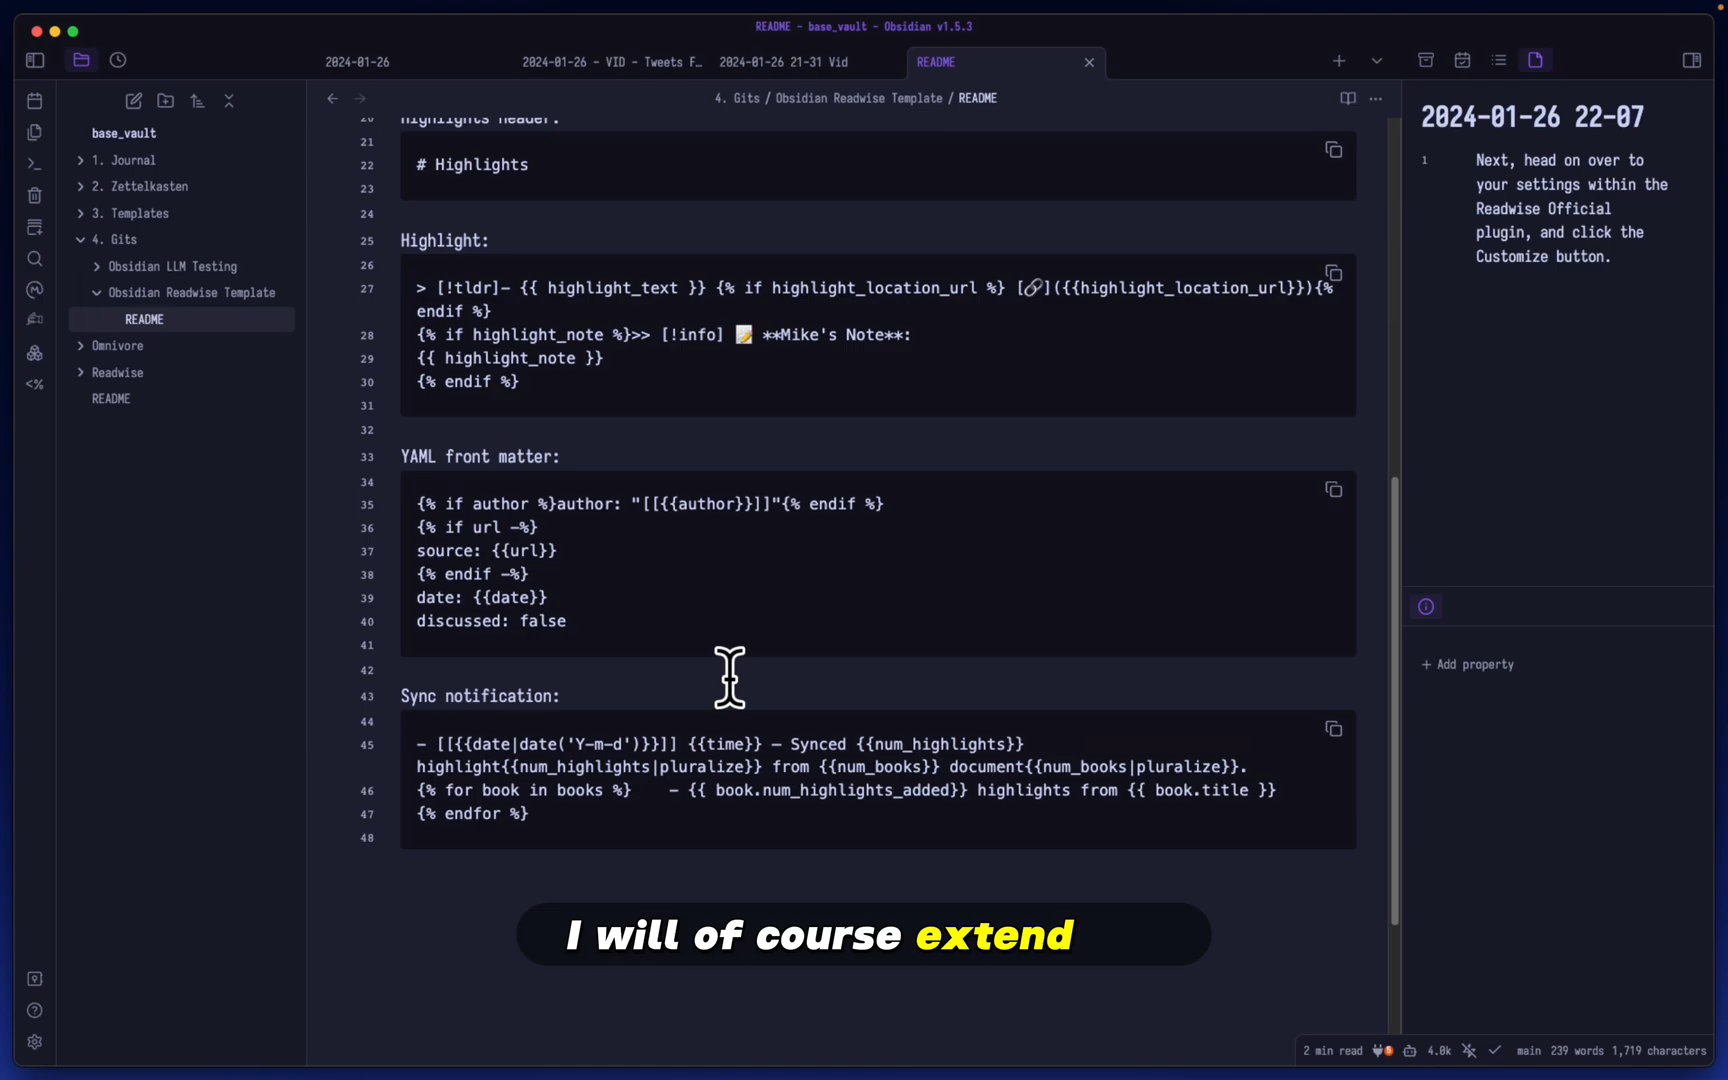 README - base_vault - Obsidian v1.5.3
2024-01-26
2024-01-26 - VID - Tweets F…
2024-01-26 21-31 Vid
README
4. Gits / Obsidian Readwise Template / README
base_vault
1. Journal
2. Zettelkasten
3. Templates
4. Gits
Obsidian LLM Testing
Obsidian Readwise Template
README
Omnivore
Readwise
README
20 Highlights header:
21
22 # Highlights
23
24
25 Highlight:
26
27 > [!tldr]- {{ highlight_text }} {% if highlight_location_url %} [🔗]({{highlight_location_url}}){%
endif %}
28 {% if highlight_note %}>> [!info] 📝 **Mike's Note**:
29 {{ highlight_note }}
30 {% endif %}
31
32
33 YAML front matter:
34
35 {% if author %}author: "[[{{author}}]]"{% endif %}
36 {% if url -%}
37 source: {{url}}
38 {% endif -%}
39 date: {{date}}
40 discussed: false
41
42
43 Sync notification:
44
45 - [[{{date|date('Y-m-d')}}]] {{time}} — Synced {{num_highlights}}
highlight{{num_highlights|pluralize}} from {{num_books}} document{{num_books|pluralize}}.
46 {% for book in books %}    - {{ book.num_highlights_added}} highlights from {{ book.title }}
47 {% endfor %}
48
I will of course extend
2024-01-26 22-07
1 Next, head on over to
your settings within the
Readwise Official
plugin, and click the
Customize button.
+ Add property
2 min read 5 4.0k main 239 words 1,719 characters